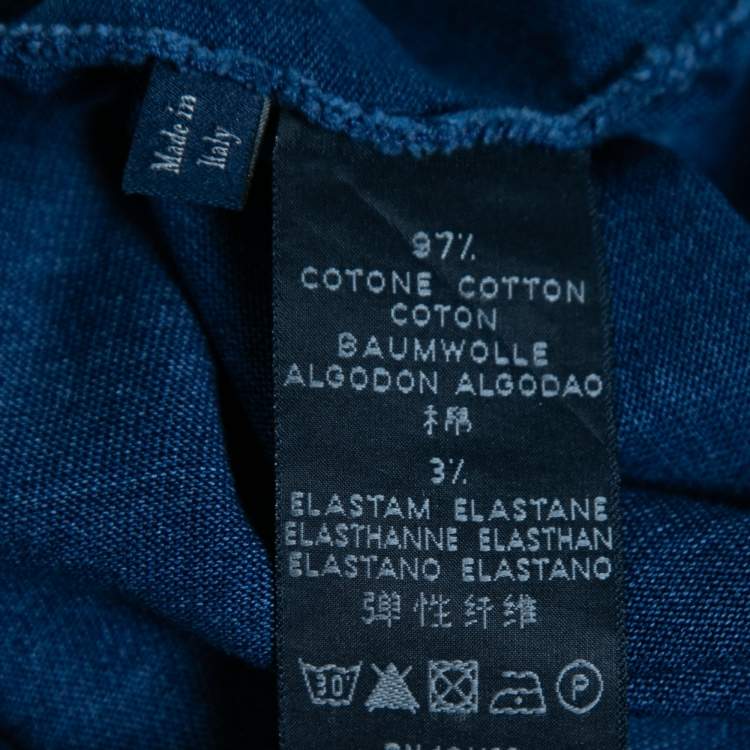 Made in
Italy
97%
COTONE COTTON
COTON
BAUMWOLLE
ALGODON ALGODAO
棉
3%
ELASTAM ELASTANE
ELASTHANNE ELASTHAN
ELASTANO ELASTANO
弹性纤维
30°
P